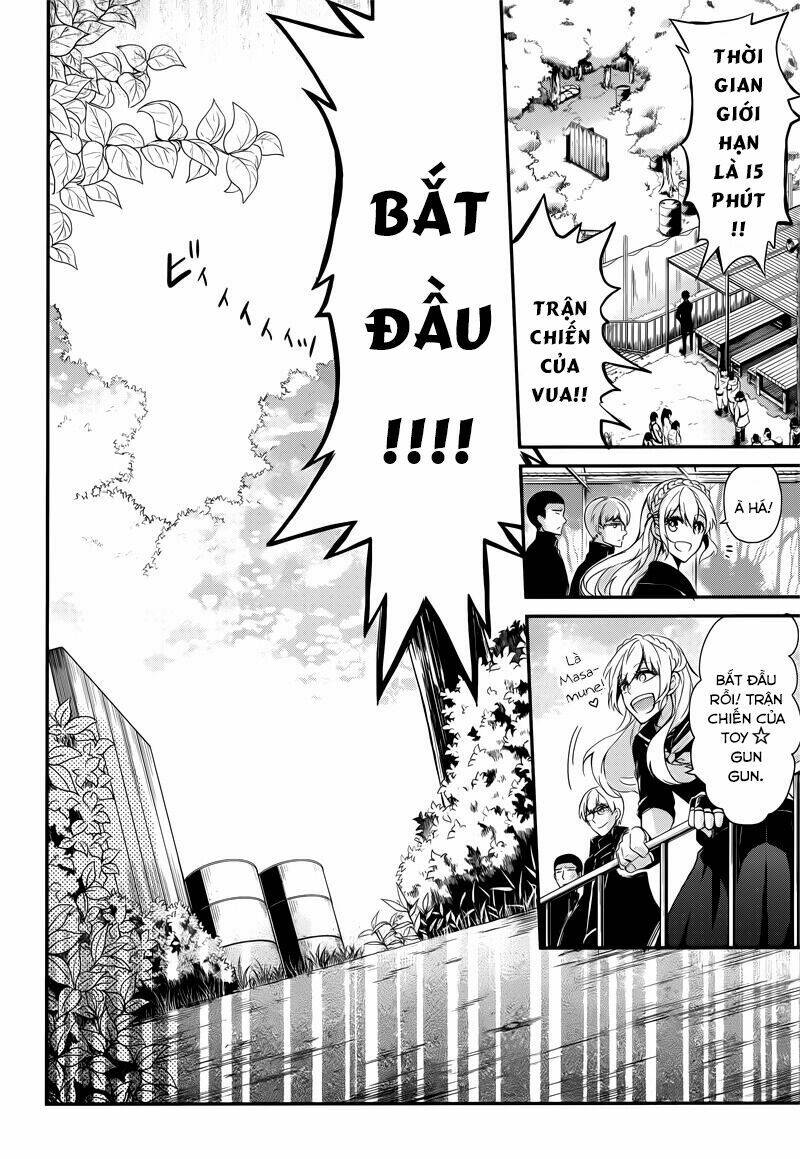 THỜI
GIAN
GIỚI
HẠN
LÀ 15
PHÚT
!!
TRẬN
CHIẾN
CỦA
VUA!!
À HÁ!
BẮT ĐẦU
RỒI! TRẬN
CHIẾN CỦA
TOY ☆
GUN
GUN.
Là
Masa-
mune!
♡
BẮT
ĐẦU
!!!!
ビィィィィィッ